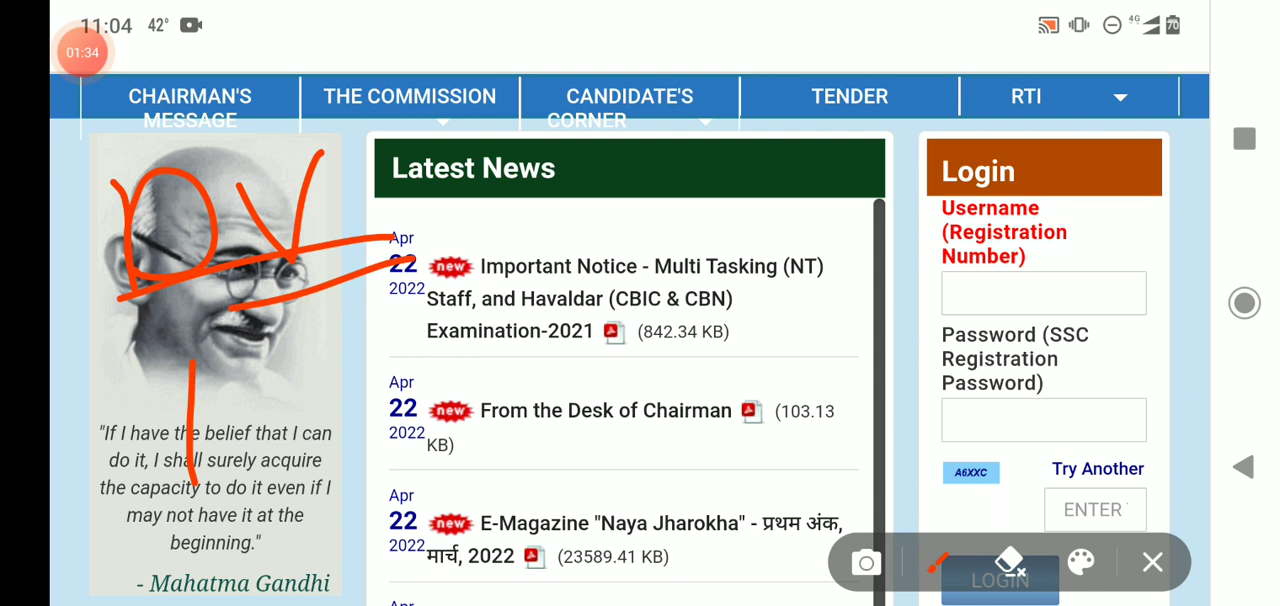 11:04 42°
4G 70
01:34
CHAIRMAN'S
MESSAGE
THE COMMISSION
CANDIDATE'S
CORNER
TENDER
RTI
"If I have the belief that I can
do it, I shall surely acquire
the capacity to do it even if I
may not have it at the
beginning."
- Mahatma Gandhi
Latest News
Apr
22
2022
new Important Notice - Multi Tasking (NT)
Staff, and Havaldar (CBIC & CBN)
Examination-2021 (842.34 KB)
Apr
22
2022
new From the Desk of Chairman (103.13
KB)
Apr
22
2022
new E-Magazine "Naya Jharokha" - प्रथम अंक,
मार्च, 2022 (23589.41 KB)
Login
Username
(Registration
Number)
Password (SSC
Registration
Password)
A6XXC Try Another
ENTER
LOGIN